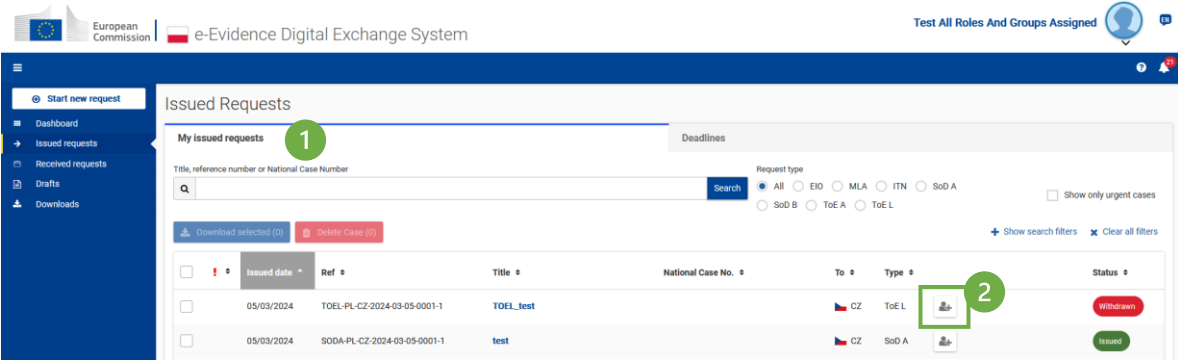 European
Commission
e-Evidence Digital Exchange System
Test All Roles And Groups Assigned
EN
21
Start new request
Dashboard
Issued requests
Received requests
Drafts
Downloads
Issued Requests
My issued requests
1
Deadlines
Title, reference number or National Case Number
Search
Request type
All EIO MLA ITN SoD A
SoD B ToE A ToE L
Show only urgent cases
Download selected (0) Delete Case (0)
Show search filters Clear all filters
! Issued date Ref Title National Case No. To Type Status
05/03/2024 TOEL-PL-CZ-2024-03-05-0001-1 TOEL_test CZ ToE L 2 Withdrawn
05/03/2024 SODA-PL-CZ-2024-03-05-0001-1 test CZ SoD A Issued